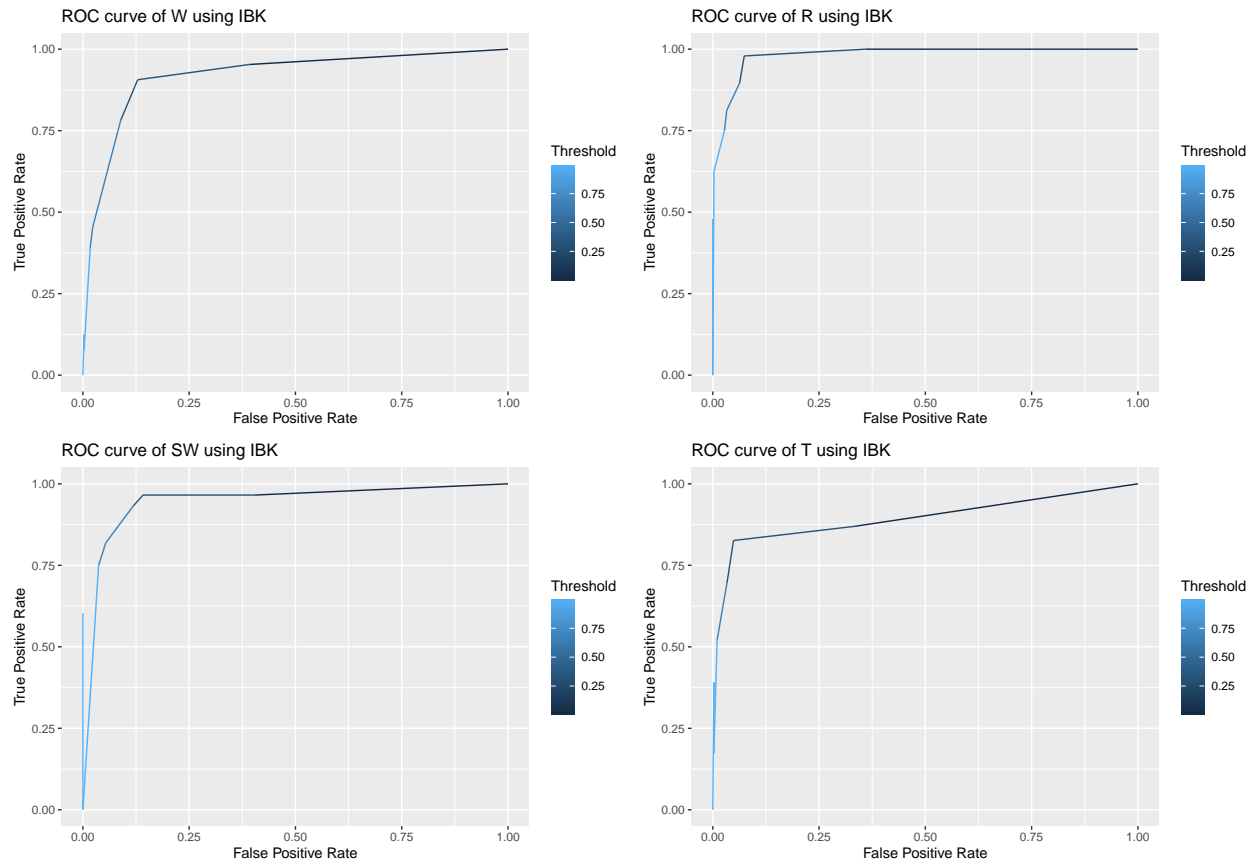 ROC curve of W using IBK
1.00
0.75
0.50
0.25
0.00
True Positive Rate
0.00 0.25 0.50 0.75 1.00
False Positive Rate
Threshold
0.75
0.50
0.25
ROC curve of R using IBK
1.00
0.75
0.50
0.25
0.00
True Positive Rate
0.00 0.25 0.50 0.75 1.00
False Positive Rate
Threshold
0.75
0.50
0.25
ROC curve of SW using IBK
1.00
0.75
0.50
0.25
0.00
True Positive Rate
0.00 0.25 0.50 0.75 1.00
False Positive Rate
Threshold
0.75
0.50
0.25
ROC curve of T using IBK
1.00
0.75
0.50
0.25
0.00
True Positive Rate
0.00 0.25 0.50 0.75 1.00
False Positive Rate
Threshold
0.75
0.50
0.25